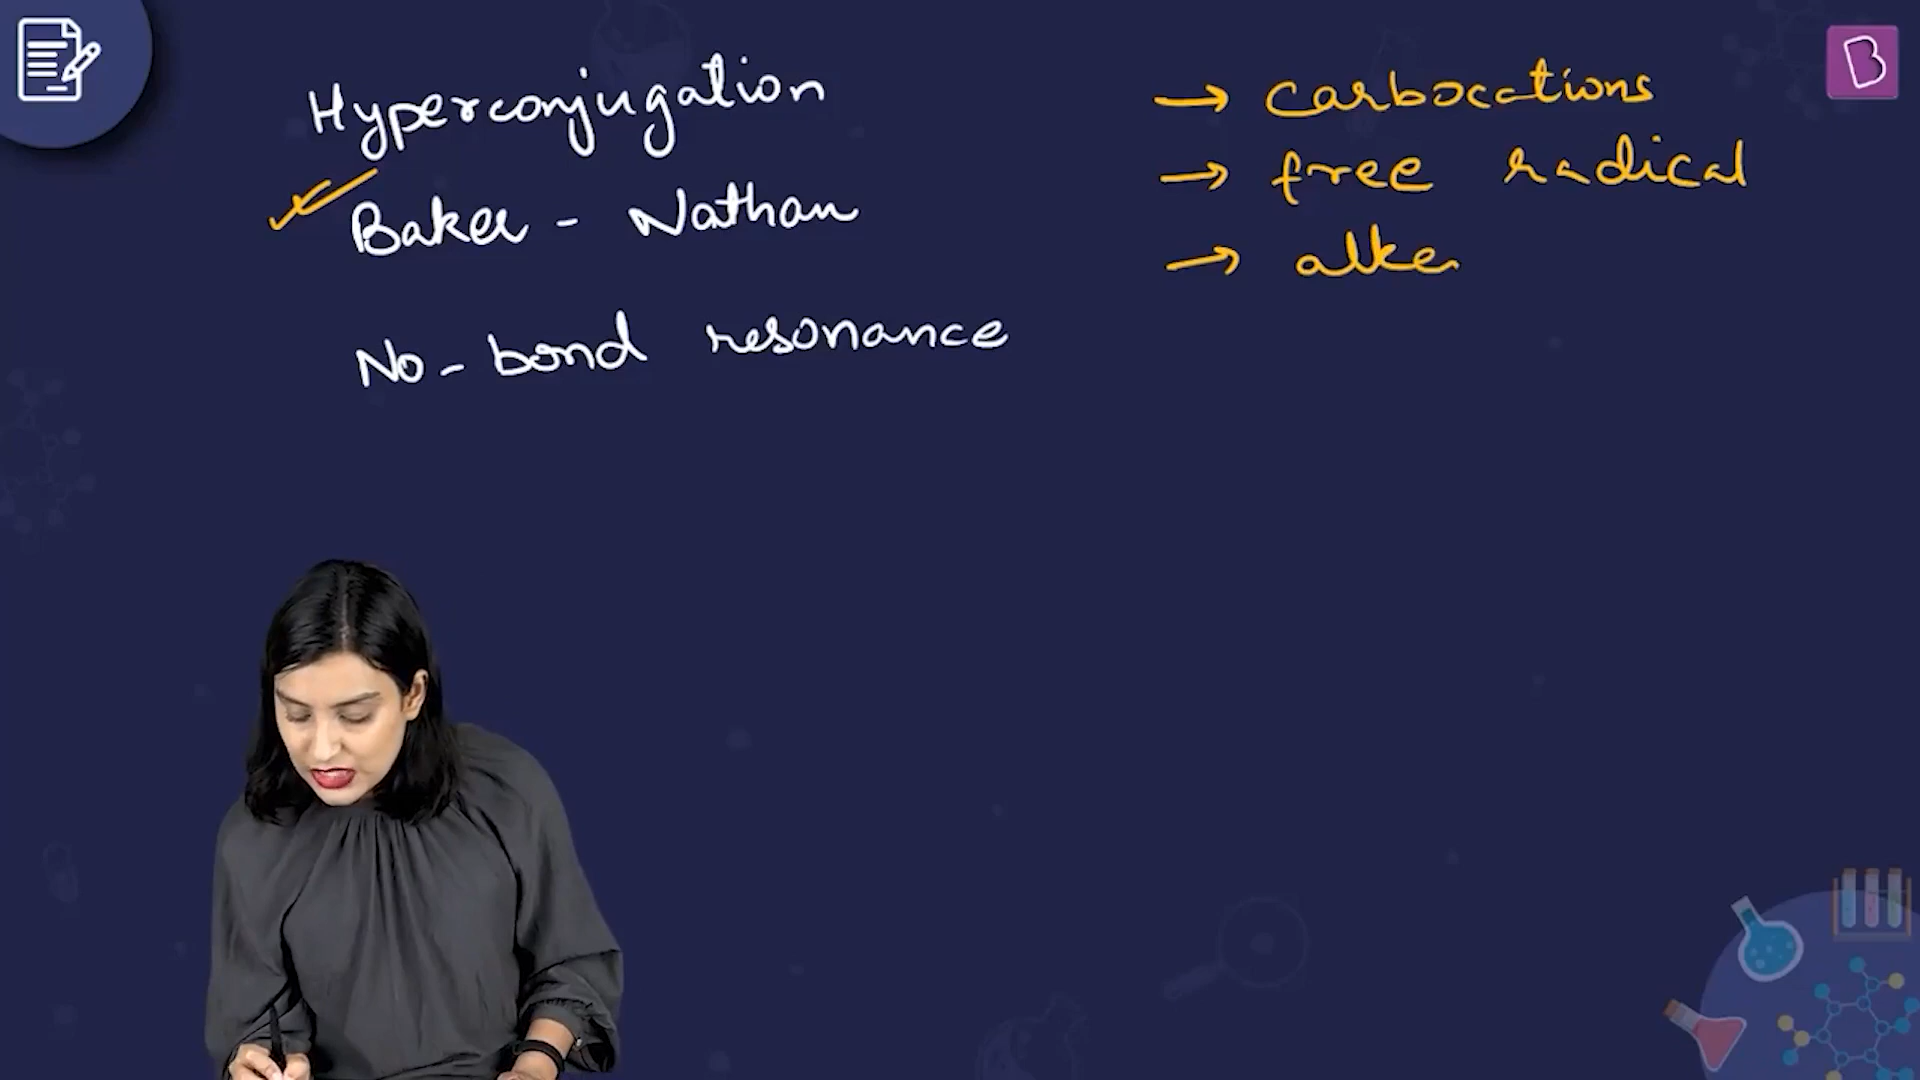 Hyperconjugation
Baker - Nathan
No-bond resonance
→ carbocations
→ free radical
→ alke
B